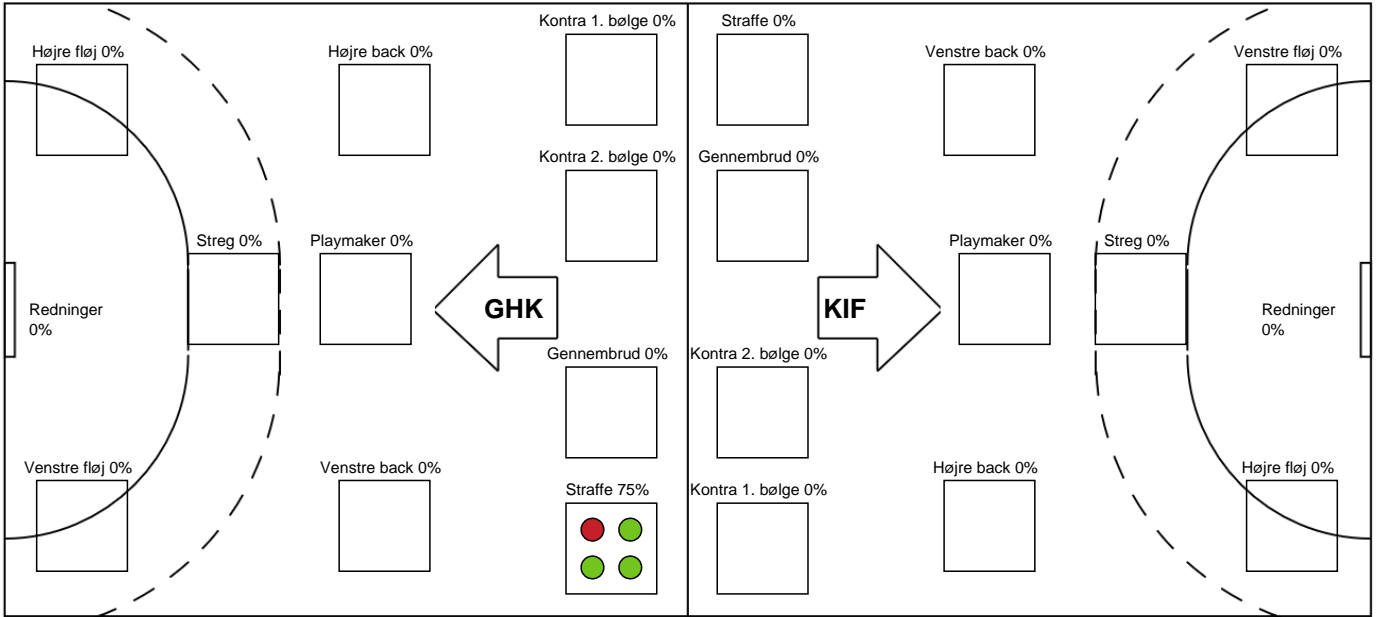 Kontra 1. bølge 0%
Straffe 0%
Højre fløj 0%
Højre back 0%
Venstre back 0%
Venstre fløj 0%
Kontra 2. bølge 0%
Gennembrud 0%
Streg 0%
Playmaker 0%
Playmaker 0%
Streg 0%
Redninger
0%
GHK
KIF
Redninger
0%
Gennembrud 0%
Kontra 2. bølge 0%
Venstre fløj 0%
Venstre back 0%
Højre back 0%
Højre fløj 0%
Straffe 75%
Kontra 1. bølge 0%